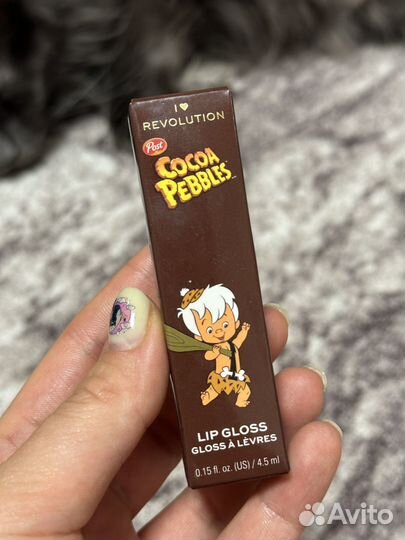 I ♥ REVOLUTION
Post
COCOA
PEBBLES
LIP GLOSS
GLOSS À LÈVRES
0.15 fl. oz. (US) / 4.5 ml
Avito